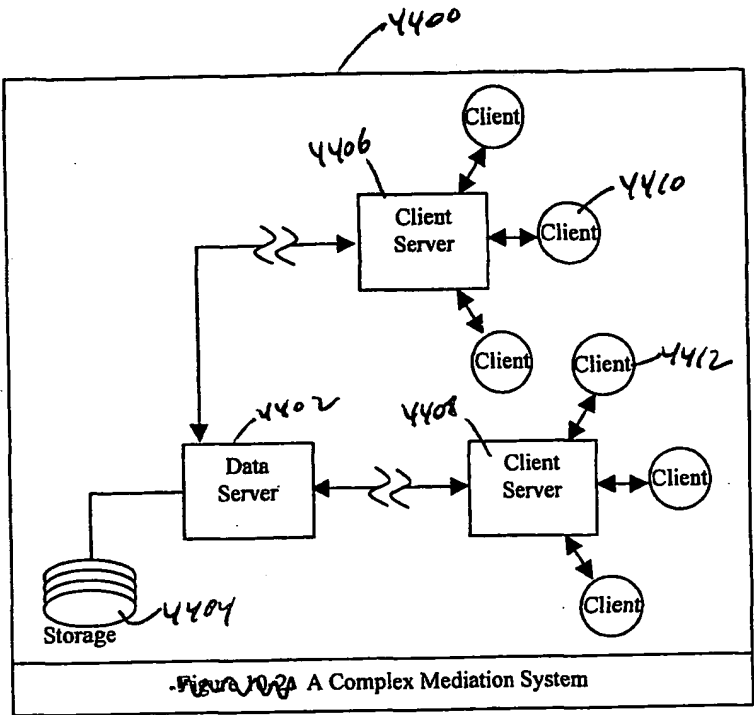 4400
Client
4406
Client
Server
4410
Client
Client
Client
4412
4402
4408
Data
Server
Client
Server
Client
4404
Storage
Client
A Complex Mediation System